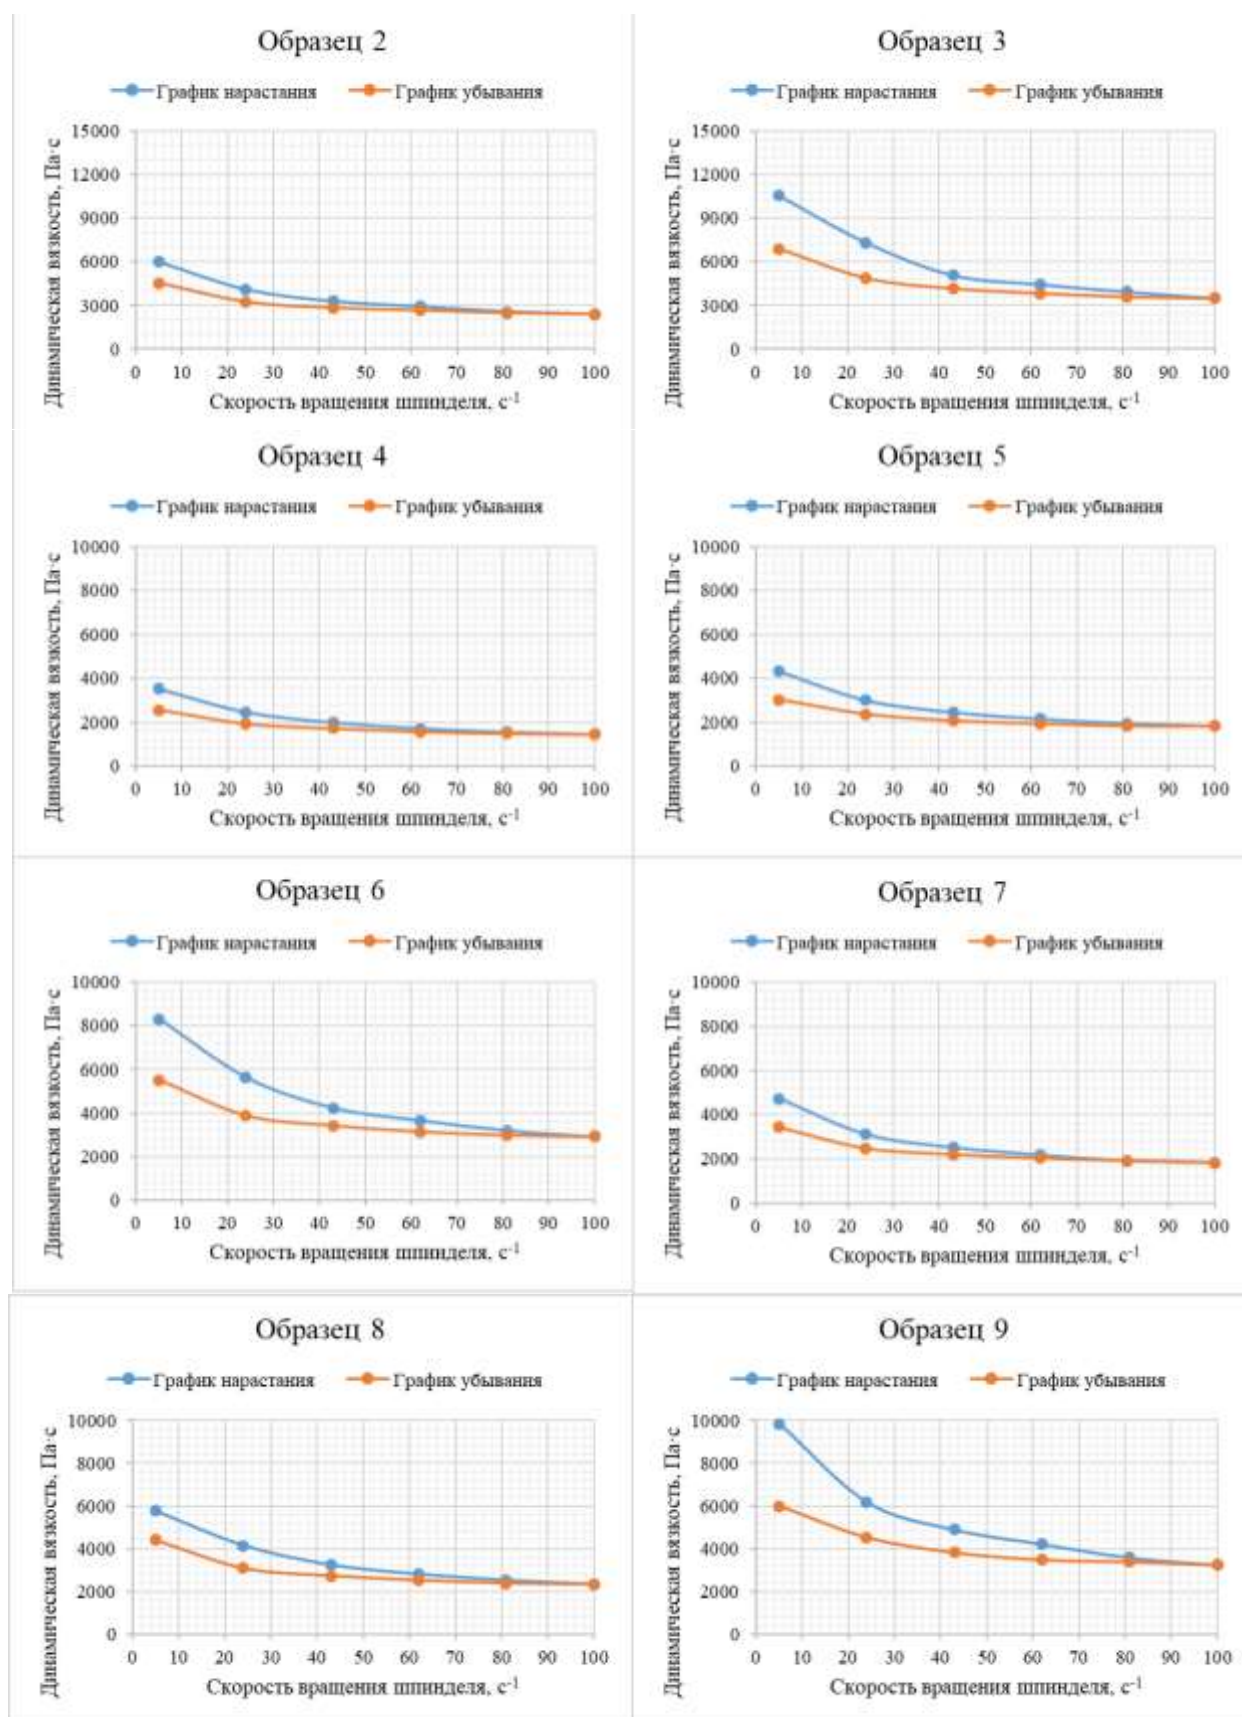 Образец 2
График нарастания График убывания
Динамическая вязкость, Па·с
15000
12000
9000
6000
3000
0
0 10 20 30 40 50 60 70 80 90 100
Скорость вращения шпинделя, с-1
Образец 3
График нарастания График убывания
Динамическая вязкость, Па·с
15000
12000
9000
6000
3000
0
0 10 20 30 40 50 60 70 80 90 100
Скорость вращения шпинделя, с-1
Образец 4
График нарастания График убывания
Динамическая вязкость, Па·с
10000
8000
6000
4000
2000
0
0 10 20 30 40 50 60 70 80 90 100
Скорость вращения шпинделя, с-1
Образец 5
График нарастания График убывания
Динамическая вязкость, Па·с
10000
8000
6000
4000
2000
0
0 10 20 30 40 50 60 70 80 90 100
Скорость вращения шпинделя, с-1
Образец 6
График нарастания График убывания
Динамическая вязкость, Па·с
10000
8000
6000
4000
2000
0
0 10 20 30 40 50 60 70 80 90 100
Скорость вращения шпинделя, с-1
Образец 7
График нарастания График убывания
Динамическая вязкость, Па·с
10000
8000
6000
4000
2000
0
0 10 20 30 40 50 60 70 80 90 100
Скорость вращения шпинделя, с-1
Образец 8
График нарастания График убывания
Динамическая вязкость, Па·с
10000
8000
6000
4000
2000
0
0 10 20 30 40 50 60 70 80 90 100
Скорость вращения шпинделя, с-1
Образец 9
График нарастания График убывания
Динамическая вязкость, Па·с
10000
8000
6000
4000
2000
0
0 10 20 30 40 50 60 70 80 90 100
Скорость вращения шпинделя, с-1